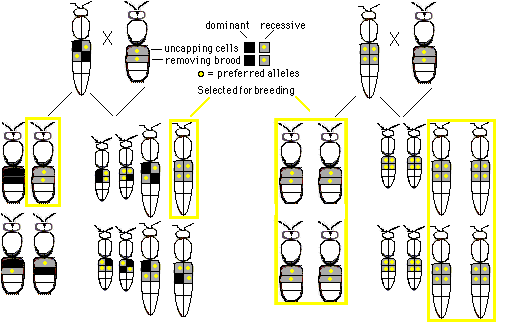 dominant recessive
uncapping cells
removing brood
= preferred alleles
Selected for breeding